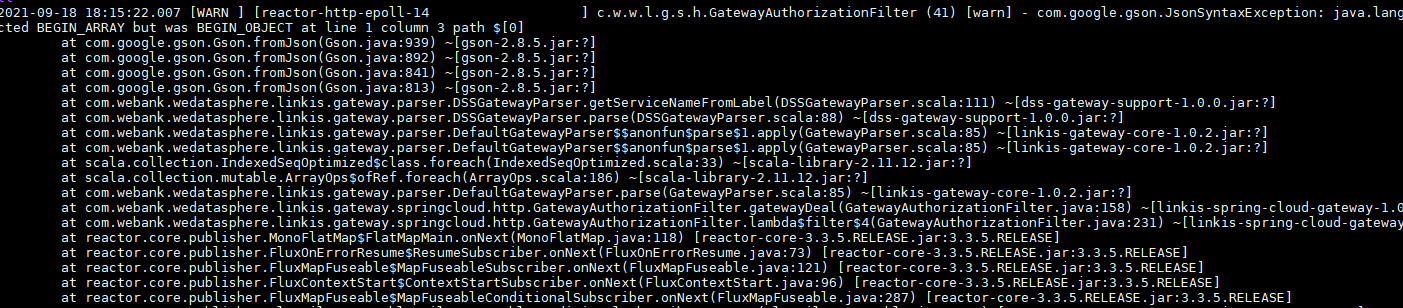 2021-09-18 18:15:22.007 [WARN ] [reactor-http-epoll-14                    ] c.w.w.l.g.s.h.GatewayAuthorizationFilter (41) [warn] - com.google.gson.JsonSyntaxException: java.lang
cted BEGIN_ARRAY but was BEGIN_OBJECT at line 1 column 3 path $[0]
at com.google.gson.Gson.fromJson(Gson.java:939) ~[gson-2.8.5.jar:?]
at com.google.gson.Gson.fromJson(Gson.java:892) ~[gson-2.8.5.jar:?]
at com.google.gson.Gson.fromJson(Gson.java:841) ~[gson-2.8.5.jar:?]
at com.google.gson.Gson.fromJson(Gson.java:813) ~[gson-2.8.5.jar:?]
at com.webank.wedatasphere.linkis.gateway.parser.DSSGatewayParser.getServiceNameFromLabel(DSSGatewayParser.scala:111) ~[dss-gateway-support-1.0.0.jar:?]
at com.webank.wedatasphere.linkis.gateway.parser.DSSGatewayParser.parse(DSSGatewayParser.scala:88) ~[dss-gateway-support-1.0.0.jar:?]
at com.webank.wedatasphere.linkis.gateway.parser.DefaultGatewayParser$$anonfun$parse$1.apply(GatewayParser.scala:85) ~[linkis-gateway-core-1.0.2.jar:?]
at com.webank.wedatasphere.linkis.gateway.parser.DefaultGatewayParser$$anonfun$parse$1.apply(GatewayParser.scala:85) ~[linkis-gateway-core-1.0.2.jar:?]
at scala.collection.IndexedSeqOptimized$class.foreach(IndexedSeqOptimized.scala:33) ~[scala-library-2.11.12.jar:?]
at scala.collection.mutable.ArrayOps$ofRef.foreach(ArrayOps.scala:186) ~[scala-library-2.11.12.jar:?]
at com.webank.wedatasphere.linkis.gateway.parser.DefaultGatewayParser.parse(GatewayParser.scala:85) ~[linkis-gateway-core-1.0.2.jar:?]
at com.webank.wedatasphere.linkis.gateway.springcloud.http.GatewayAuthorizationFilter.gatewayDeal(GatewayAuthorizationFilter.java:158) ~[linkis-spring-cloud-gateway-1.0
at com.webank.wedatasphere.linkis.gateway.springcloud.http.GatewayAuthorizationFilter.lambda$filter$4(GatewayAuthorizationFilter.java:231) ~[linkis-spring-cloud-gateway
at reactor.core.publisher.MonoFlatMap$FlatMapMain.onNext(MonoFlatMap.java:118) [reactor-core-3.3.5.RELEASE.jar:3.3.5.RELEASE]
at reactor.core.publisher.FluxOnErrorResume$ResumeSubscriber.onNext(FluxOnErrorResume.java:73) [reactor-core-3.3.5.RELEASE.jar:3.3.5.RELEASE]
at reactor.core.publisher.FluxMapFuseable$MapFuseableSubscriber.onNext(FluxMapFuseable.java:121) [reactor-core-3.3.5.RELEASE.jar:3.3.5.RELEASE]
at reactor.core.publisher.FluxContextStart$ContextStartSubscriber.onNext(FluxContextStart.java:96) [reactor-core-3.3.5.RELEASE.jar:3.3.5.RELEASE]
at reactor.core.publisher.FluxMapFuseable$MapFuseableConditionalSubscriber.onNext(FluxMapFuseable.java:287) [reactor-core-3.3.5.RELEASE.jar:3.3.5.RELEASE]